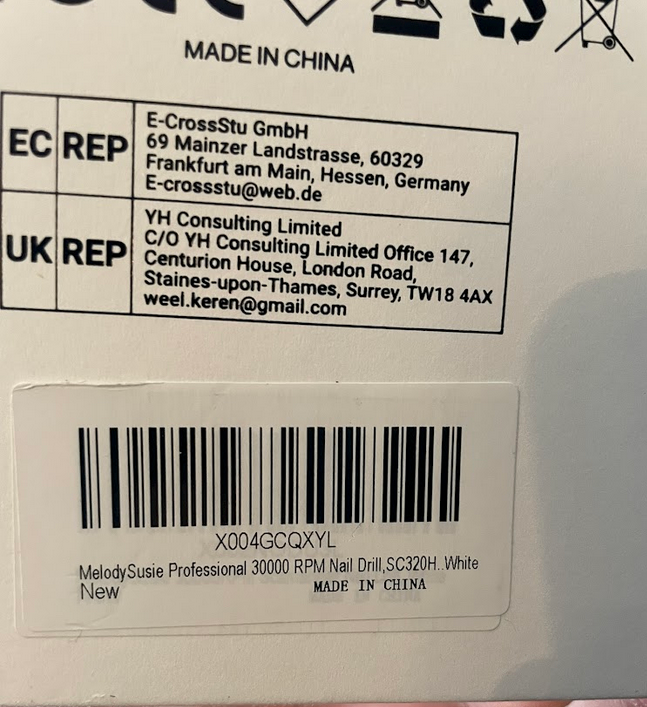 MADE IN CHINA
EC REP
E-CrossStu GmbH
69 Mainzer Landstrasse, 60329
Frankfurt am Main, Hessen, Germany
E-crossstu@web.de
UK REP
YH Consulting Limited
C/O YH Consulting Limited Office 147,
Centurion House, London Road,
Staines-upon-Thames, Surrey, TW18 4AX
weel.keren@gmail.com
X004GCQXYL
MelodySusie Professional 30000 RPM Nail Drill,SC320H..White
New
MADE IN CHINA